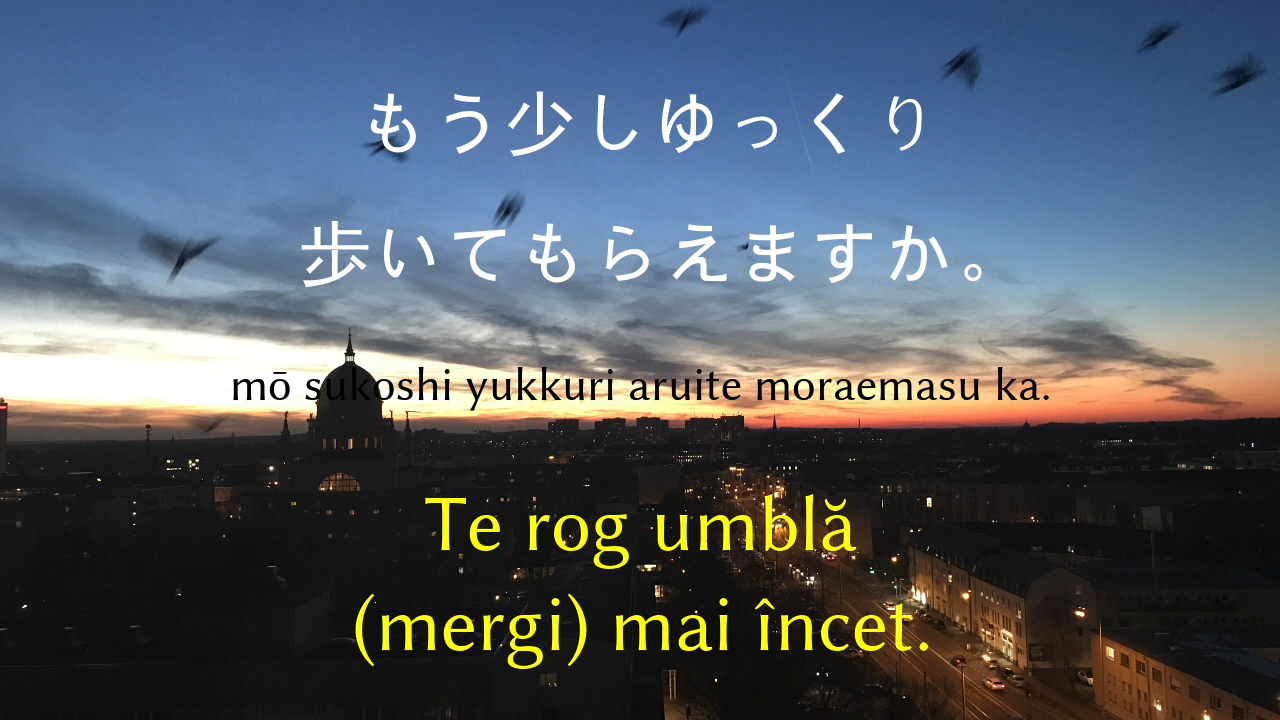 もう少しゆっくり
歩いてもらえますか。
mō sukoshi yukkuri aruite moraemasu ka.
Te rog umblă
(mergi) mai încet.